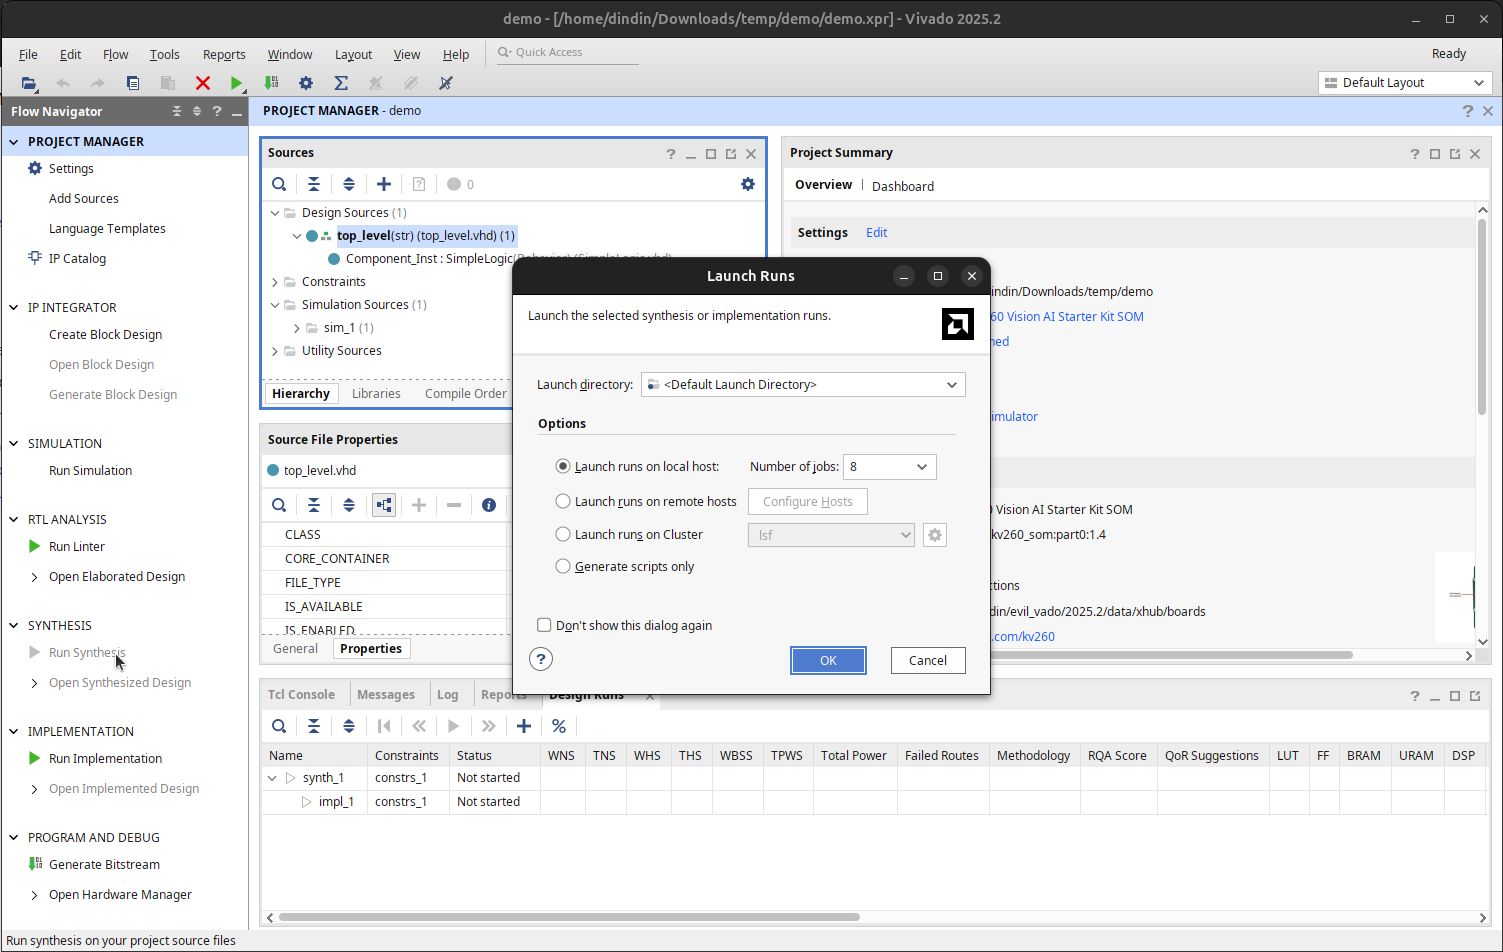 demo - [/home/dindin/Downloads/temp/demo/demo.xpr] - Vivado 2025.2
File Edit Flow Tools Reports Window Layout View Help Quick Access Ready
Default Layout
Flow Navigator
PROJECT MANAGER
Settings
Add Sources
Language Templates
IP Catalog
IP INTEGRATOR
Create Block Design
Open Block Design
Generate Block Design
SIMULATION
Run Simulation
RTL ANALYSIS
Run Linter
Open Elaborated Design
SYNTHESIS
Run Synthesis
Open Synthesized Design
IMPLEMENTATION
Run Implementation
Open Implemented Design
PROGRAM AND DEBUG
Generate Bitstream
Open Hardware Manager
PROJECT MANAGER - demo
Sources
0
Design Sources (1)
top_level(str) (top_level.vhd) (1)
Component_Inst : SimpleLogic(Behavior) (SimpleLogic.vhd)
Constraints
Simulation Sources (1)
sim_1 (1)
Utility Sources
Hierarchy Libraries Compile Order
Source File Properties
top_level.vhd
CLASS
CORE_CONTAINER
FILE_TYPE
IS_AVAILABLE
IS_ENABLED
General Properties
Project Summary
Overview | Dashboard
Settings Edit
indin/Downloads/temp/demo
60 Vision AI Starter Kit SOM
ned
imulator
Vision AI Starter Kit SOM
kv260_som:part0:1.4
ctions
din/evil_vado/2025.2/data/xhub/boards
.com/kv260
Launch Runs
Launch the selected synthesis or implementation runs.
Launch directory: <Default Launch Directory>
Options
Launch runs on local host: Number of jobs: 8
Launch runs on remote hosts Configure Hosts
Launch runs on Cluster lsf
Generate scripts only
Don't show this dialog again
OK Cancel
Tcl Console Messages Log Reports Design Runs
Name Constraints Status WNS TNS WHS THS WBSS TPWS Total Power Failed Routes Methodology RQA Score QoR Suggestions LUT FF BRAM URAM DSP
synth_1 constrs_1 Not started
impl_1 constrs_1 Not started
Run synthesis on your project source files